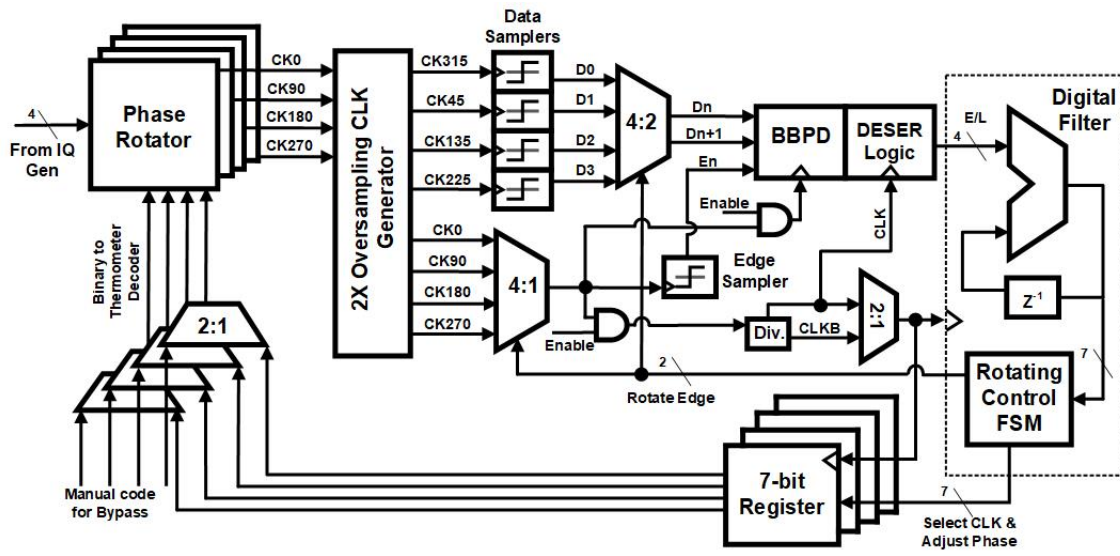 Data
Samplers
CK0
CK90
CK180
CK270
Phase
Rotator
4
From IQ
Gen
2X Oversampling CLK
Generator
CK315
CK45
CK135
CK225
D0
D1
D2
D3
4:2
Dn
Dn+1
En
BBPD
DESER
Logic
E/L
4
Digital
Filter
Enable
CLK
CK0
CK90
CK180
CK270
4:1
Edge
Sampler
Enable
Div.
CLKB
2:1
Z-1
7
Binary to
Thermometer
Decoder
2:1
2
Rotate Edge
Rotating
Control
FSM
7-bit
Register
7
Select CLK &
Adjust Phase
Manual code
for Bypass